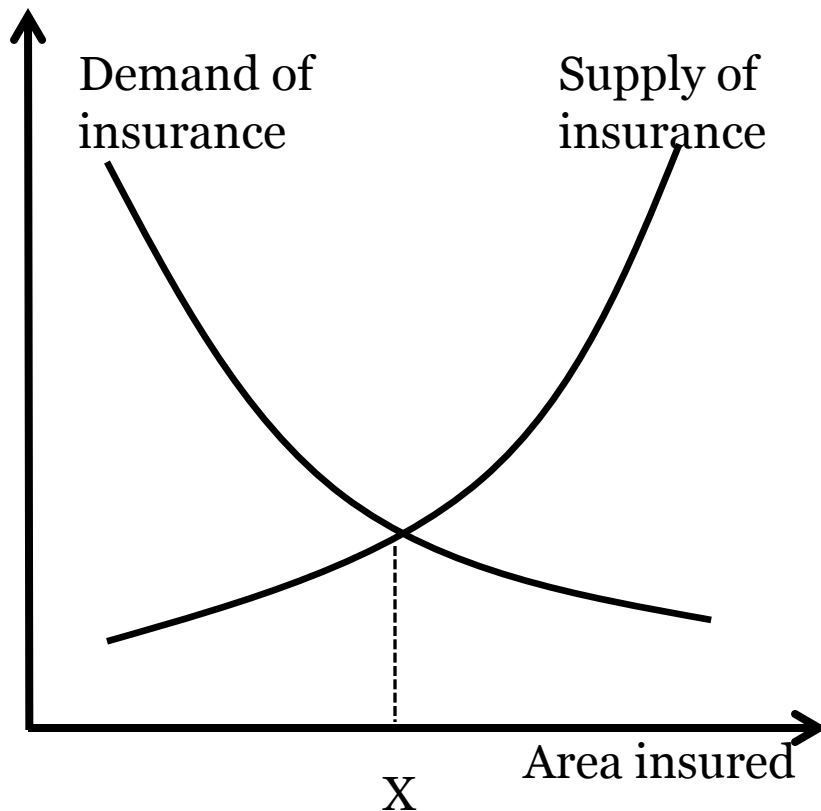 Demand of
insurance
Supply of
insurance
Area insured
X